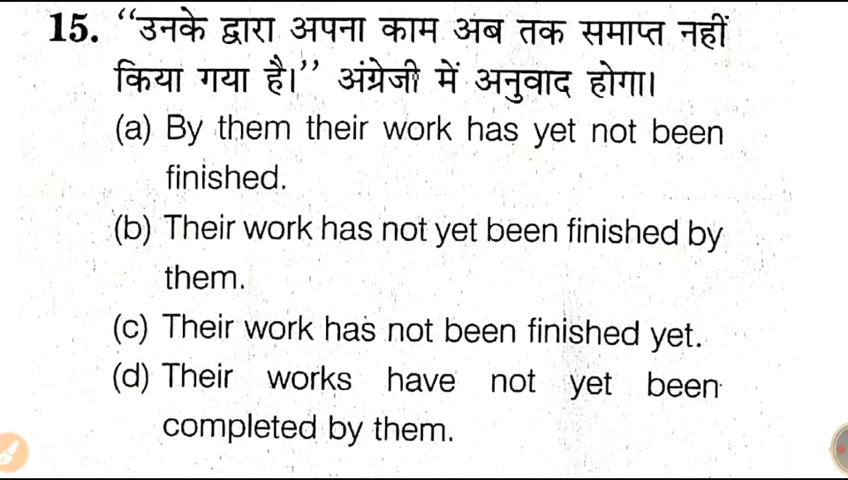 15. “उनके द्वारा अपना काम अब तक समाप्त नहीं
किया गया है।” अंग्रेजी में अनुवाद होगा।
(a) By them their work has yet not been
finished.
(b) Their work has not yet been finished by
them.
(c) Their work has not been finished yet.
(d) Their works have not yet been
completed by them.